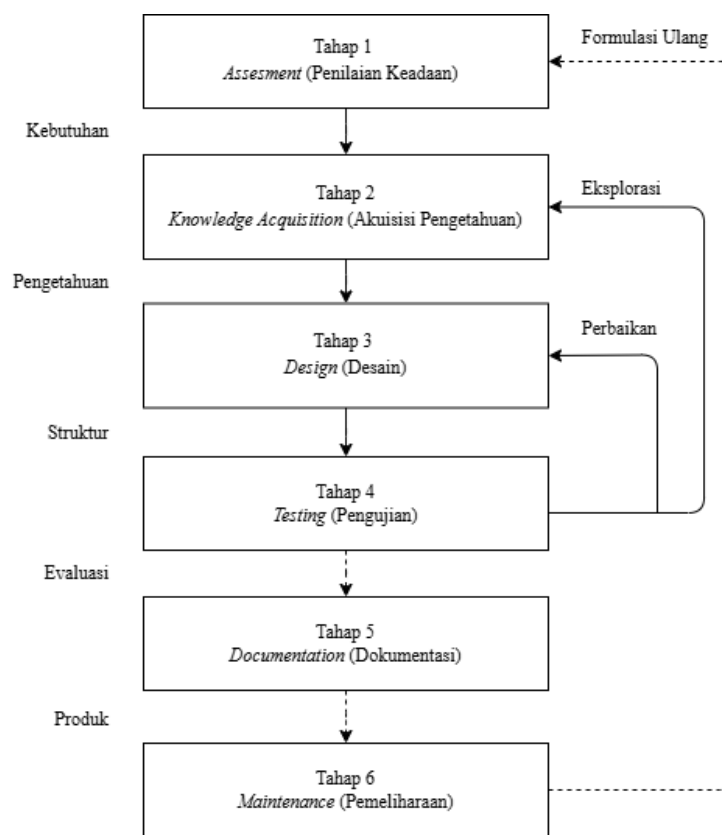 Tahap 1
Assesment (Penilaian Keadaan)
Formulasi Ulang
Kebutuhan
Tahap 2
Knowledge Acquisition (Akuisisi Pengetahuan)
Eksplorasi
Pengetahuan
Tahap 3
Design (Desain)
Perbaikan
Struktur
Tahap 4
Testing (Pengujian)
Evaluasi
Tahap 5
Documentation (Dokumentasi)
Produk
Tahap 6
Maintenance (Pemeliharaan)